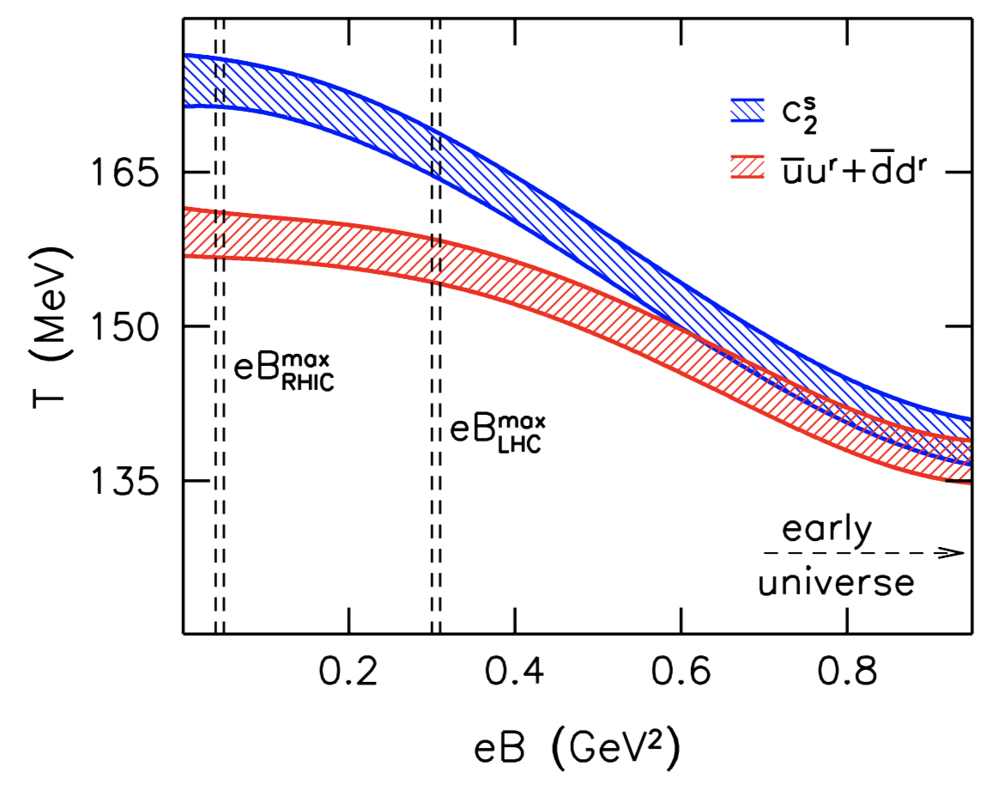 c₂ˢ
u̅uʳ+d̅dʳ
165
150
135
T (MeV)
eBᵐᵃˣ_RHIC
eBᵐᵃˣ_LHC
early
universe
0.2 0.4 0.6 0.8
eB (GeV²)